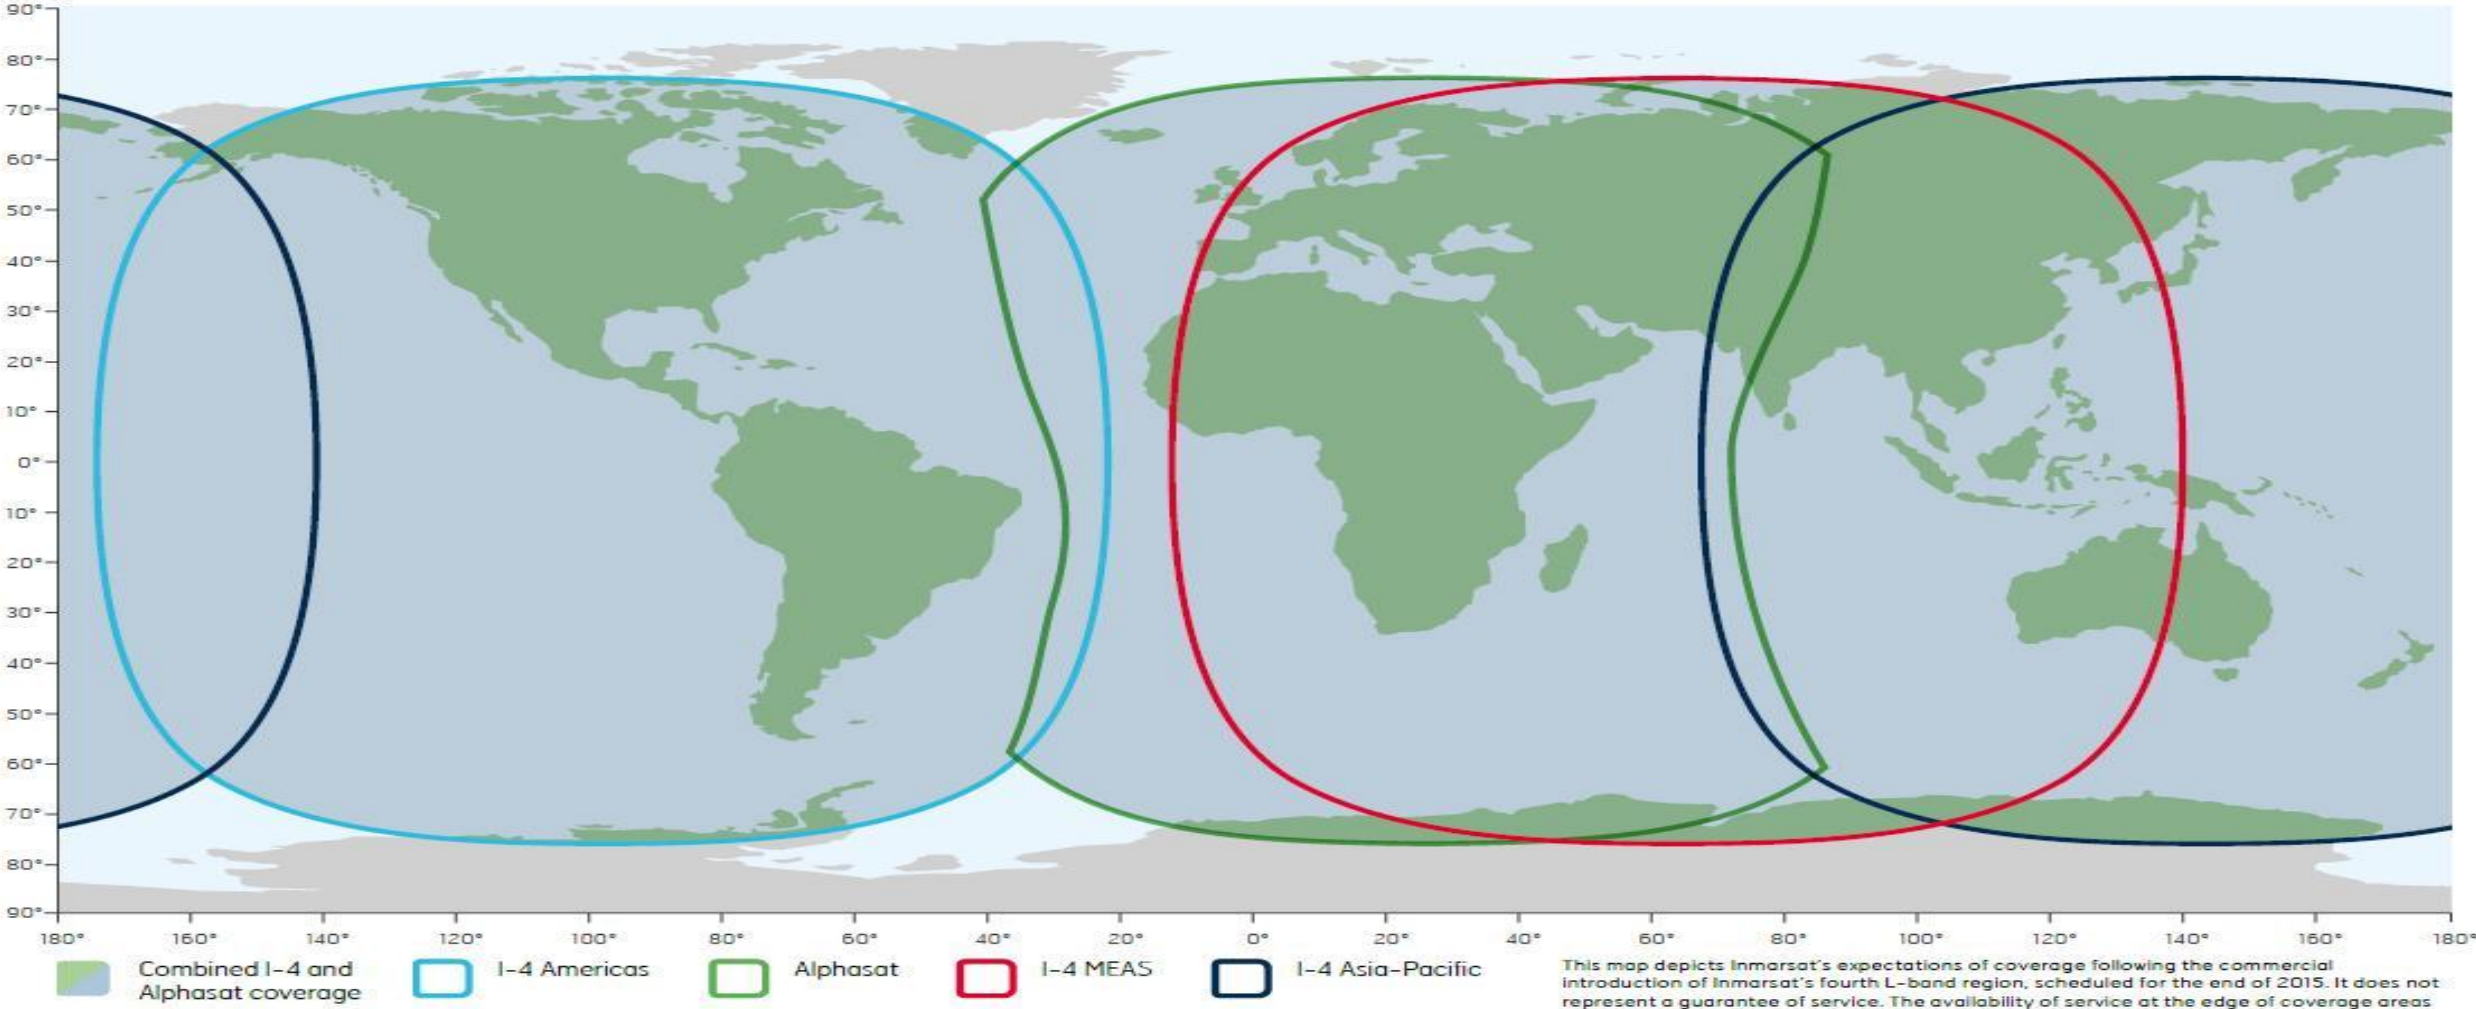 90°
80°
70°
60°
50°
40°
30°
20°
10°
0°
10°
20°
30°
40°
50°
60°
70°
80°
90°
180° 160° 140° 120° 100° 80° 60° 40° 20° 0° 20° 40° 60° 80° 100° 120° 140° 160° 180°
Combined I-4 and
Alphasat coverage
I-4 Americas
Alphasat
I-4 MEAS
I-4 Asia-Pacific
This map depicts Inmarsat's expectations of coverage following the commercial
introduction of Inmarsat's fourth L-band region, scheduled for the end of 2015. It does not
represent a guarantee of service. The availability of service at the edge of coverage areas